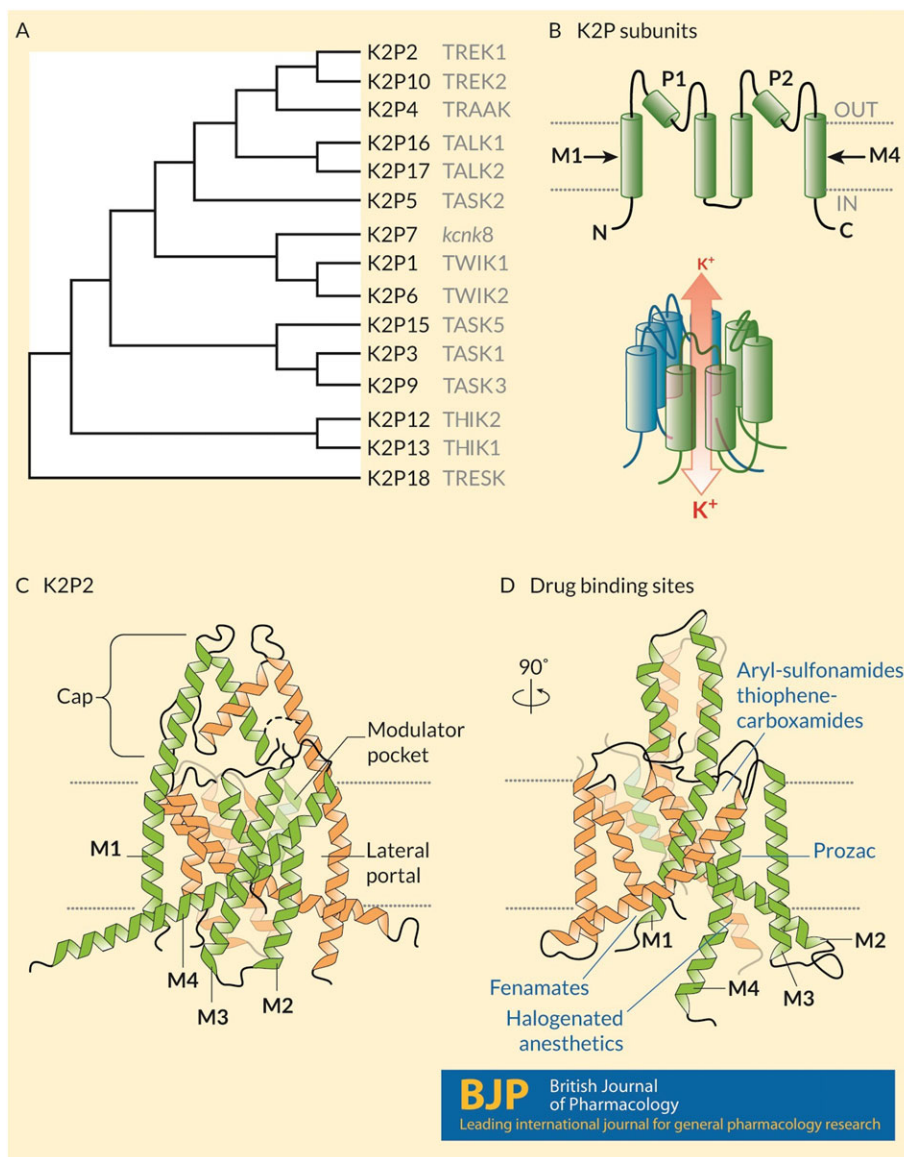 A
K2P2 TREK1
K2P10 TREK2
K2P4 TRAAK
K2P16 TALK1
K2P17 TALK2
K2P5 TASK2
K2P7 kcnk8
K2P1 TWIK1
K2P6 TWIK2
K2P15 TASK5
K2P3 TASK1
K2P9 TASK3
K2P12 THIK2
K2P13 THIK1
K2P18 TRESK
B K2P subunits
P1 P2
OUT
M1 M4
IN
N C
K⁺
K⁺
C K2P2
Cap
Modulator
pocket
M1
Lateral
portal
M4
M3
M2
D Drug binding sites
90°
Aryl-sulfonamides
thiophene-
carboxamides
Prozac
M1
M2
Fenamates
M4
M3
Halogenated
anesthetics
BJP
British Journal
of Pharmacology
Leading international journal for general pharmacology research